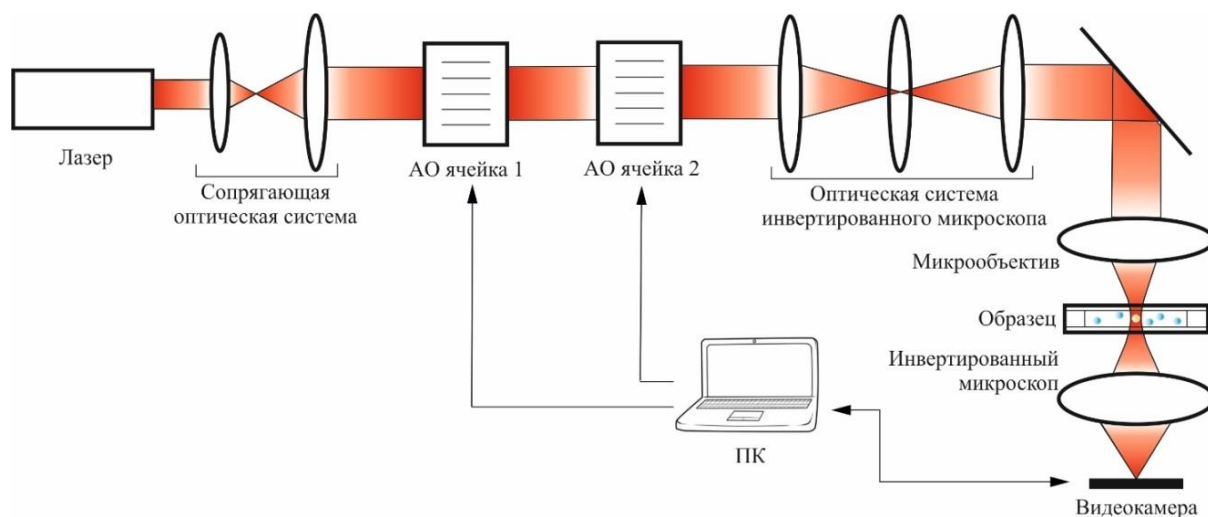 Лазер
Сопрягающая
оптическая система
АО ячейка 1
АО ячейка 2
Оптическая система
инвертированного микроскопа
Микрообъектив
Образец
Инвертированный
микроскоп
ПК
Видеокамера